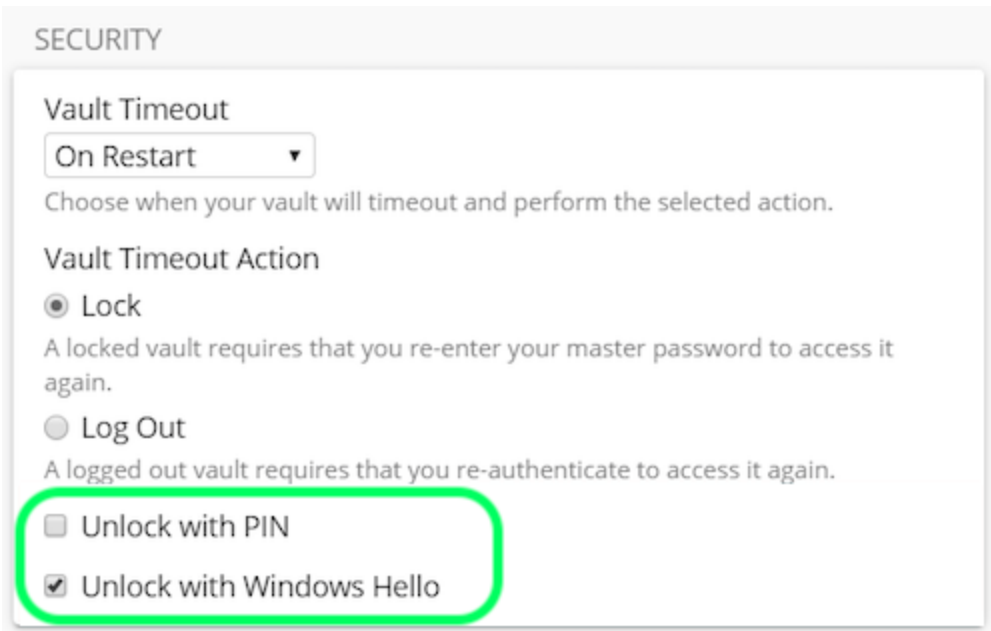 SECURITY
Vault Timeout
On Restart
Choose when your vault will timeout and perform the selected action.
Vault Timeout Action
Lock
A locked vault requires that you re-enter your master password to access it
again.
Log Out
A logged out vault requires that you re-authenticate to access it again.
Unlock with PIN
Unlock with Windows Hello